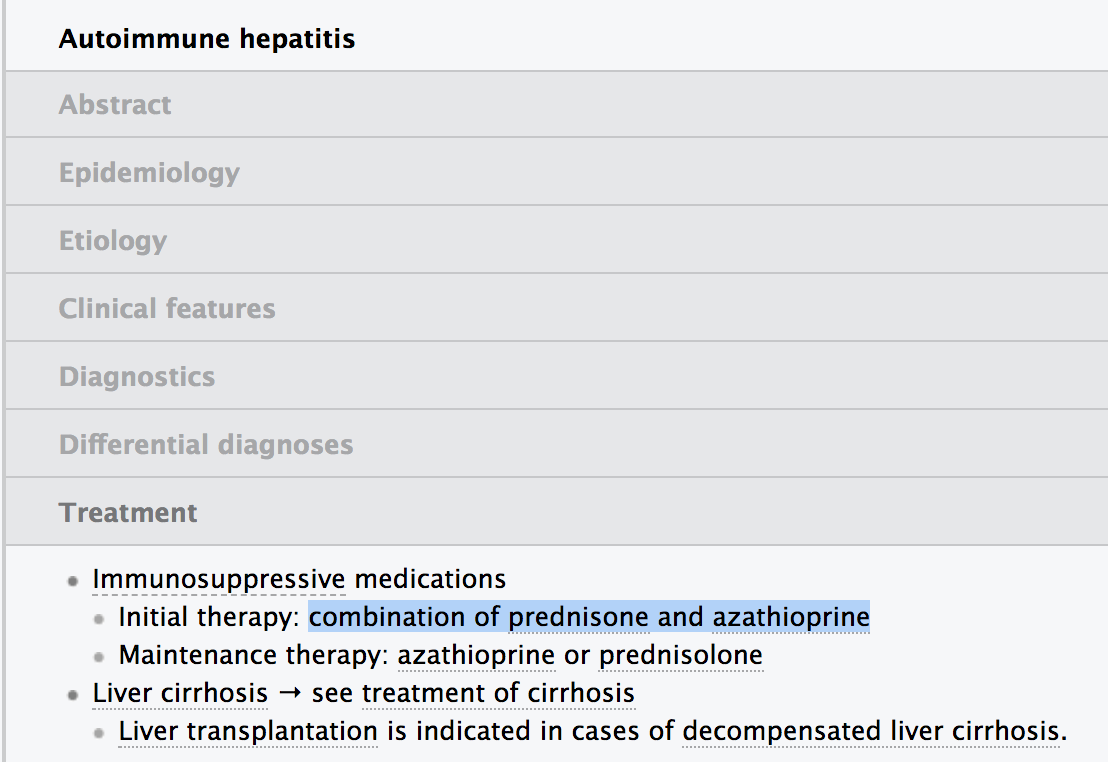 Autoimmune hepatitis
Abstract
Epidemiology
Etiology
Clinical features
Diagnostics
Differential diagnoses
Treatment
Immunosuppressive medications
Initial therapy: combination of prednisone and azathioprine
Maintenance therapy: azathioprine or prednisolone
Liver cirrhosis → see treatment of cirrhosis
Liver transplantation is indicated in cases of decompensated liver cirrhosis.